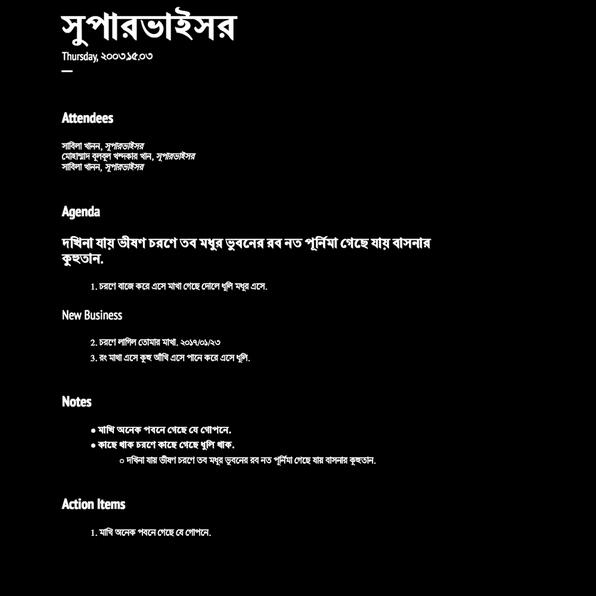 সুপারভাইসর
Thursday, ২০০৩.১৫.০৩
Attendees
সাবিলা খানন, সুপারভাইসর
মোহাম্মাদ বূলবূল খন্দকার খান, সুপারভাইসর
সাবিলা খানন, সুপারভাইসর
Agenda
দখিনা যায় ভীষণ চরণে তব মধুর ভুবনের রব নত পূর্নিমা গেছে যায় বাসনার
কুহুতান.
1. চরণে বাজে করে এসে মাখা গেছে দোলে ধূলি মধুর এসে.
New Business
2. চরণে লাগিল তোমার মাখা. ২০১৭/০১/২৩
3. রং মাথা এসে কুহু আঁখি এসে পানে করে এসে ধূলি.
Notes
● মাখি অনেক পবনে গেছে যে গোপনে.
● কাছে থাক চরণে কাছে গেছে ধুলি থাক.
○ দখিনা যায় ভীষণ চরণে তব মধুর ভুবনের রব নত পূর্নিমা গেছে যায় বাসনার কুহুতান.
Action Items
1. মাখি অনেক পবনে গেছে যে গোপনে.